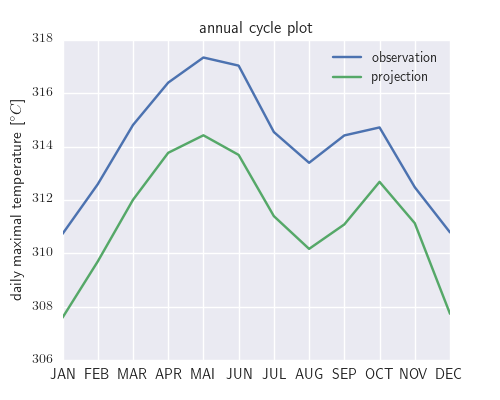 annual cycle plot
observation
projection
daily maximal temperature [°C]
318
316
314
312
310
308
306
JAN FEB MAR APR MAI JUN JUL AUG SEP OCT NOV DEC